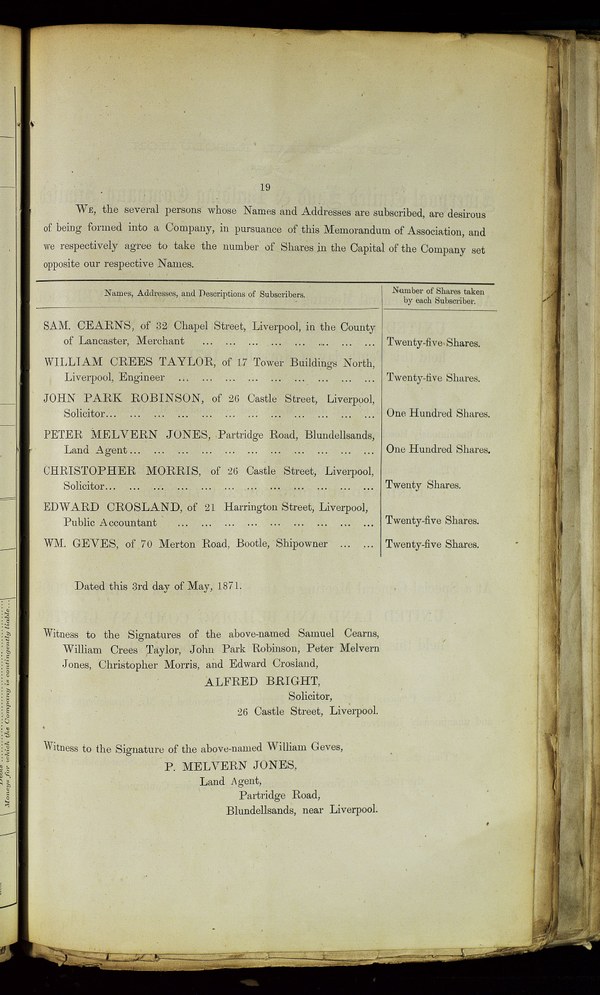 19
WE, the several persons whose Names and Addresses are subscribed, are desirous
of being formed into a Company, in pursuance of this Memorandum of Association, and
we respectively agree to take the number of Shares in the Capital of the Company set
opposite our respective Names.
Names, Addresses, and Descriptions of Subscribers.
Number of Shares taken
by each Subscriber.
SAM. CEARNS, of 32 Chapel Street, Liverpool, in the County
of Lancaster, Merchant ... ... ... ... ... ... ... ... Twenty-five Shares.
WILLIAM CREES TAYLOR, of 17 Tower Buildings North,
Liverpool, Engineer ... ... ... ... ... ... ... ... ... Twenty-five Shares.
JOHN PARK ROBINSON, of 26 Castle Street, Liverpool,
Solicitor... ... ... ... ... ... ... ... ... ... ... ... One Hundred Shares.
PETER MELVERN JONES, Partridge Road, Blundellsands,
Land Agent... ... ... ... ... ... ... ... ... ... ... One Hundred Shares.
CHRISTOPHER MORRIS, of 26 Castle Street, Liverpool,
Solicitor... ... ... ... ... ... ... ... ... ... ... ... Twenty Shares.
EDWARD CROSLAND, of 21 Harrington Street, Liverpool,
Public Accountant ... ... ... ... ... ... ... ... ... Twenty-five Shares.
WM. GEVES, of 70 Merton Road, Bootle, Shipowner ... ... Twenty-five Shares.
Dated this 3rd day of May, 1871.
Witness to the Signatures of the above-named Samuel Cearns,
William Crees Taylor, John Park Robinson, Peter Melvern
Jones, Christopher Morris, and Edward Crosland,
ALFRED BRIGHT,
Solicitor,
26 Castle Street, Liverpool.
Witness to the Signature of the above-named William Geves,
P. MELVERN JONES,
Land Agent,
Partridge Road,
Blundellsands, near Liverpool.
Moneys for which the Company is contingently liable...